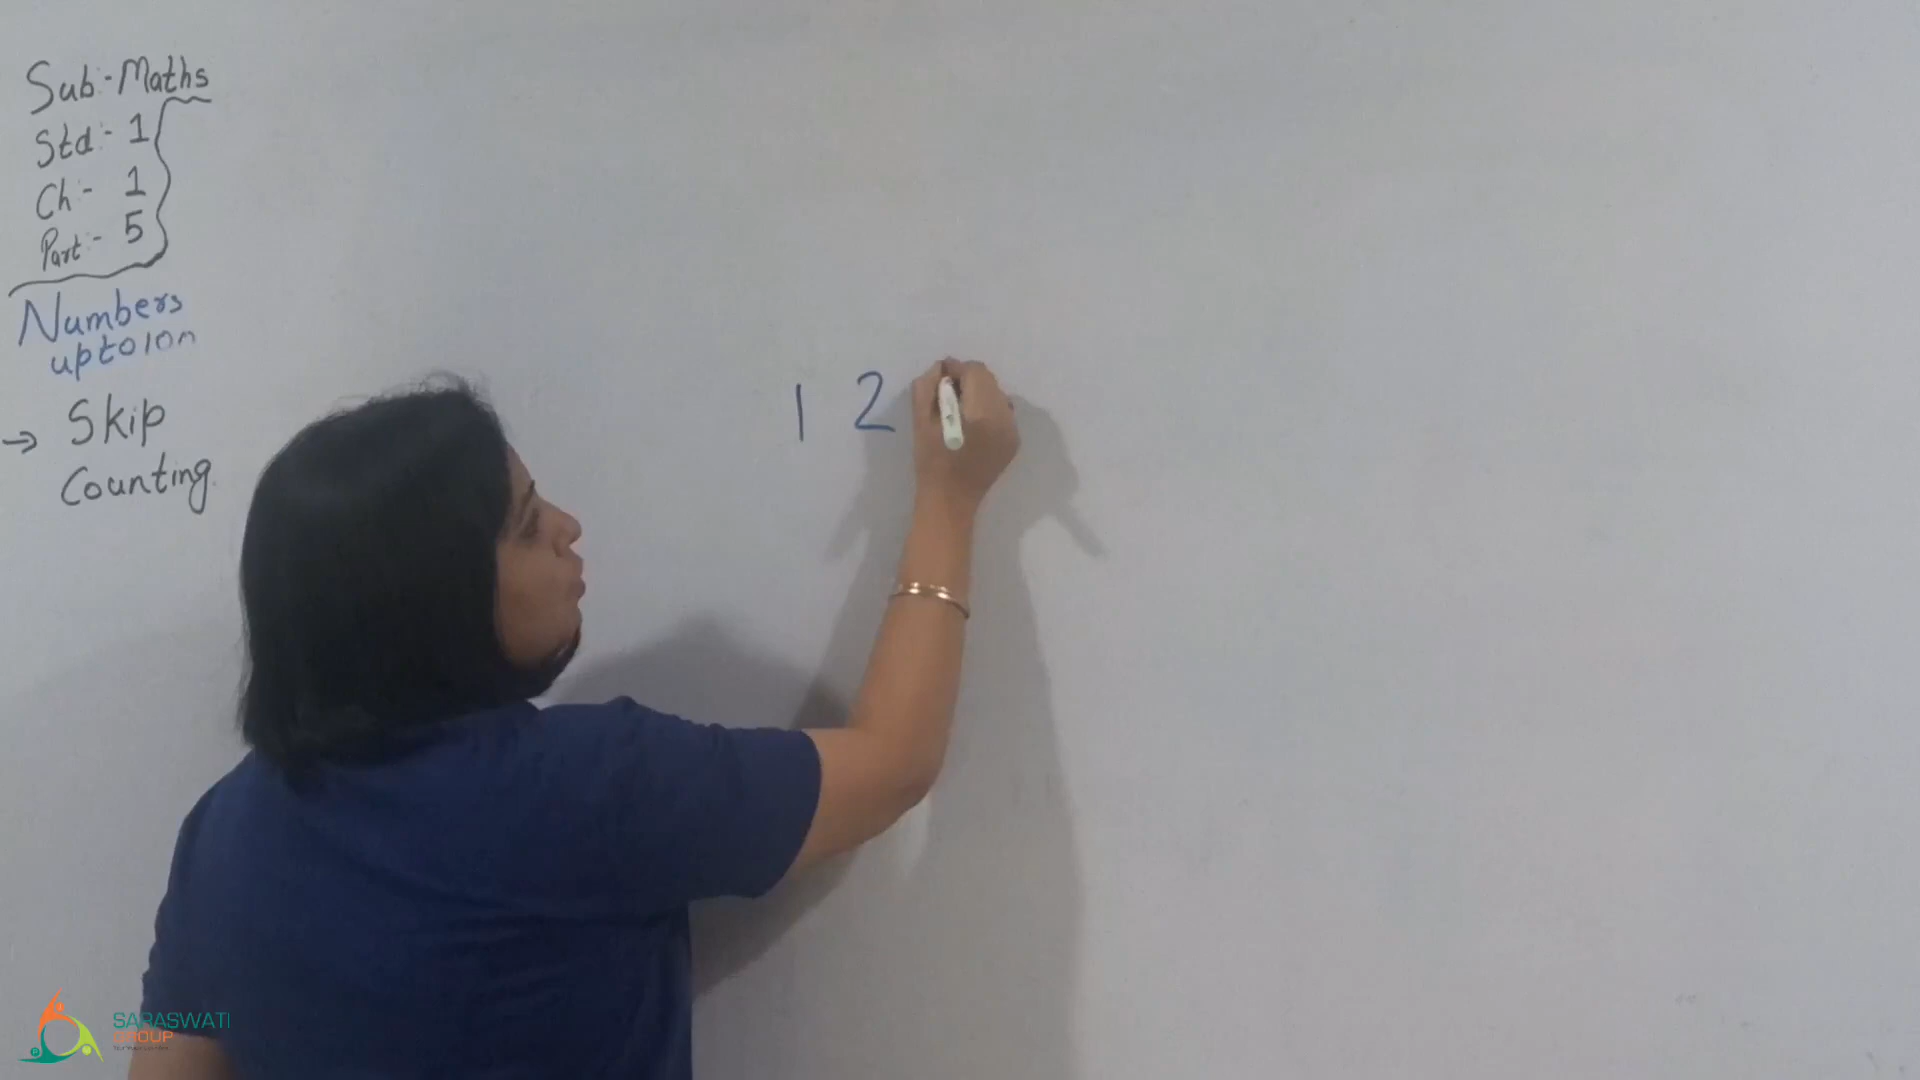 Sub:- Maths
Std:- 1
Ch:- 1
Part:- 5
Numbers
upto 100
→ Skip
Counting
1 2
SARASWATI
GROUP